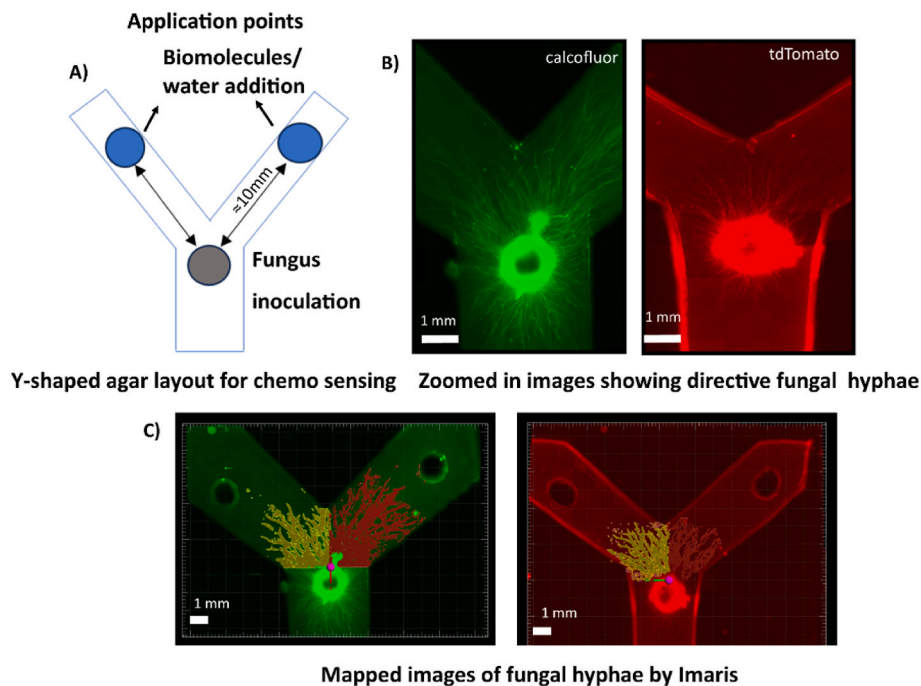 Application points
A)
Biomolecules/
water addition
≈10mm
Fungus
inoculation
Y-shaped agar layout for chemo sensing
B)
calcofluor
tdTomato
1 mm
1 mm
Zoomed in images showing directive fungal hyphae
C)
1 mm
1 mm
Mapped images of fungal hyphae by Imaris